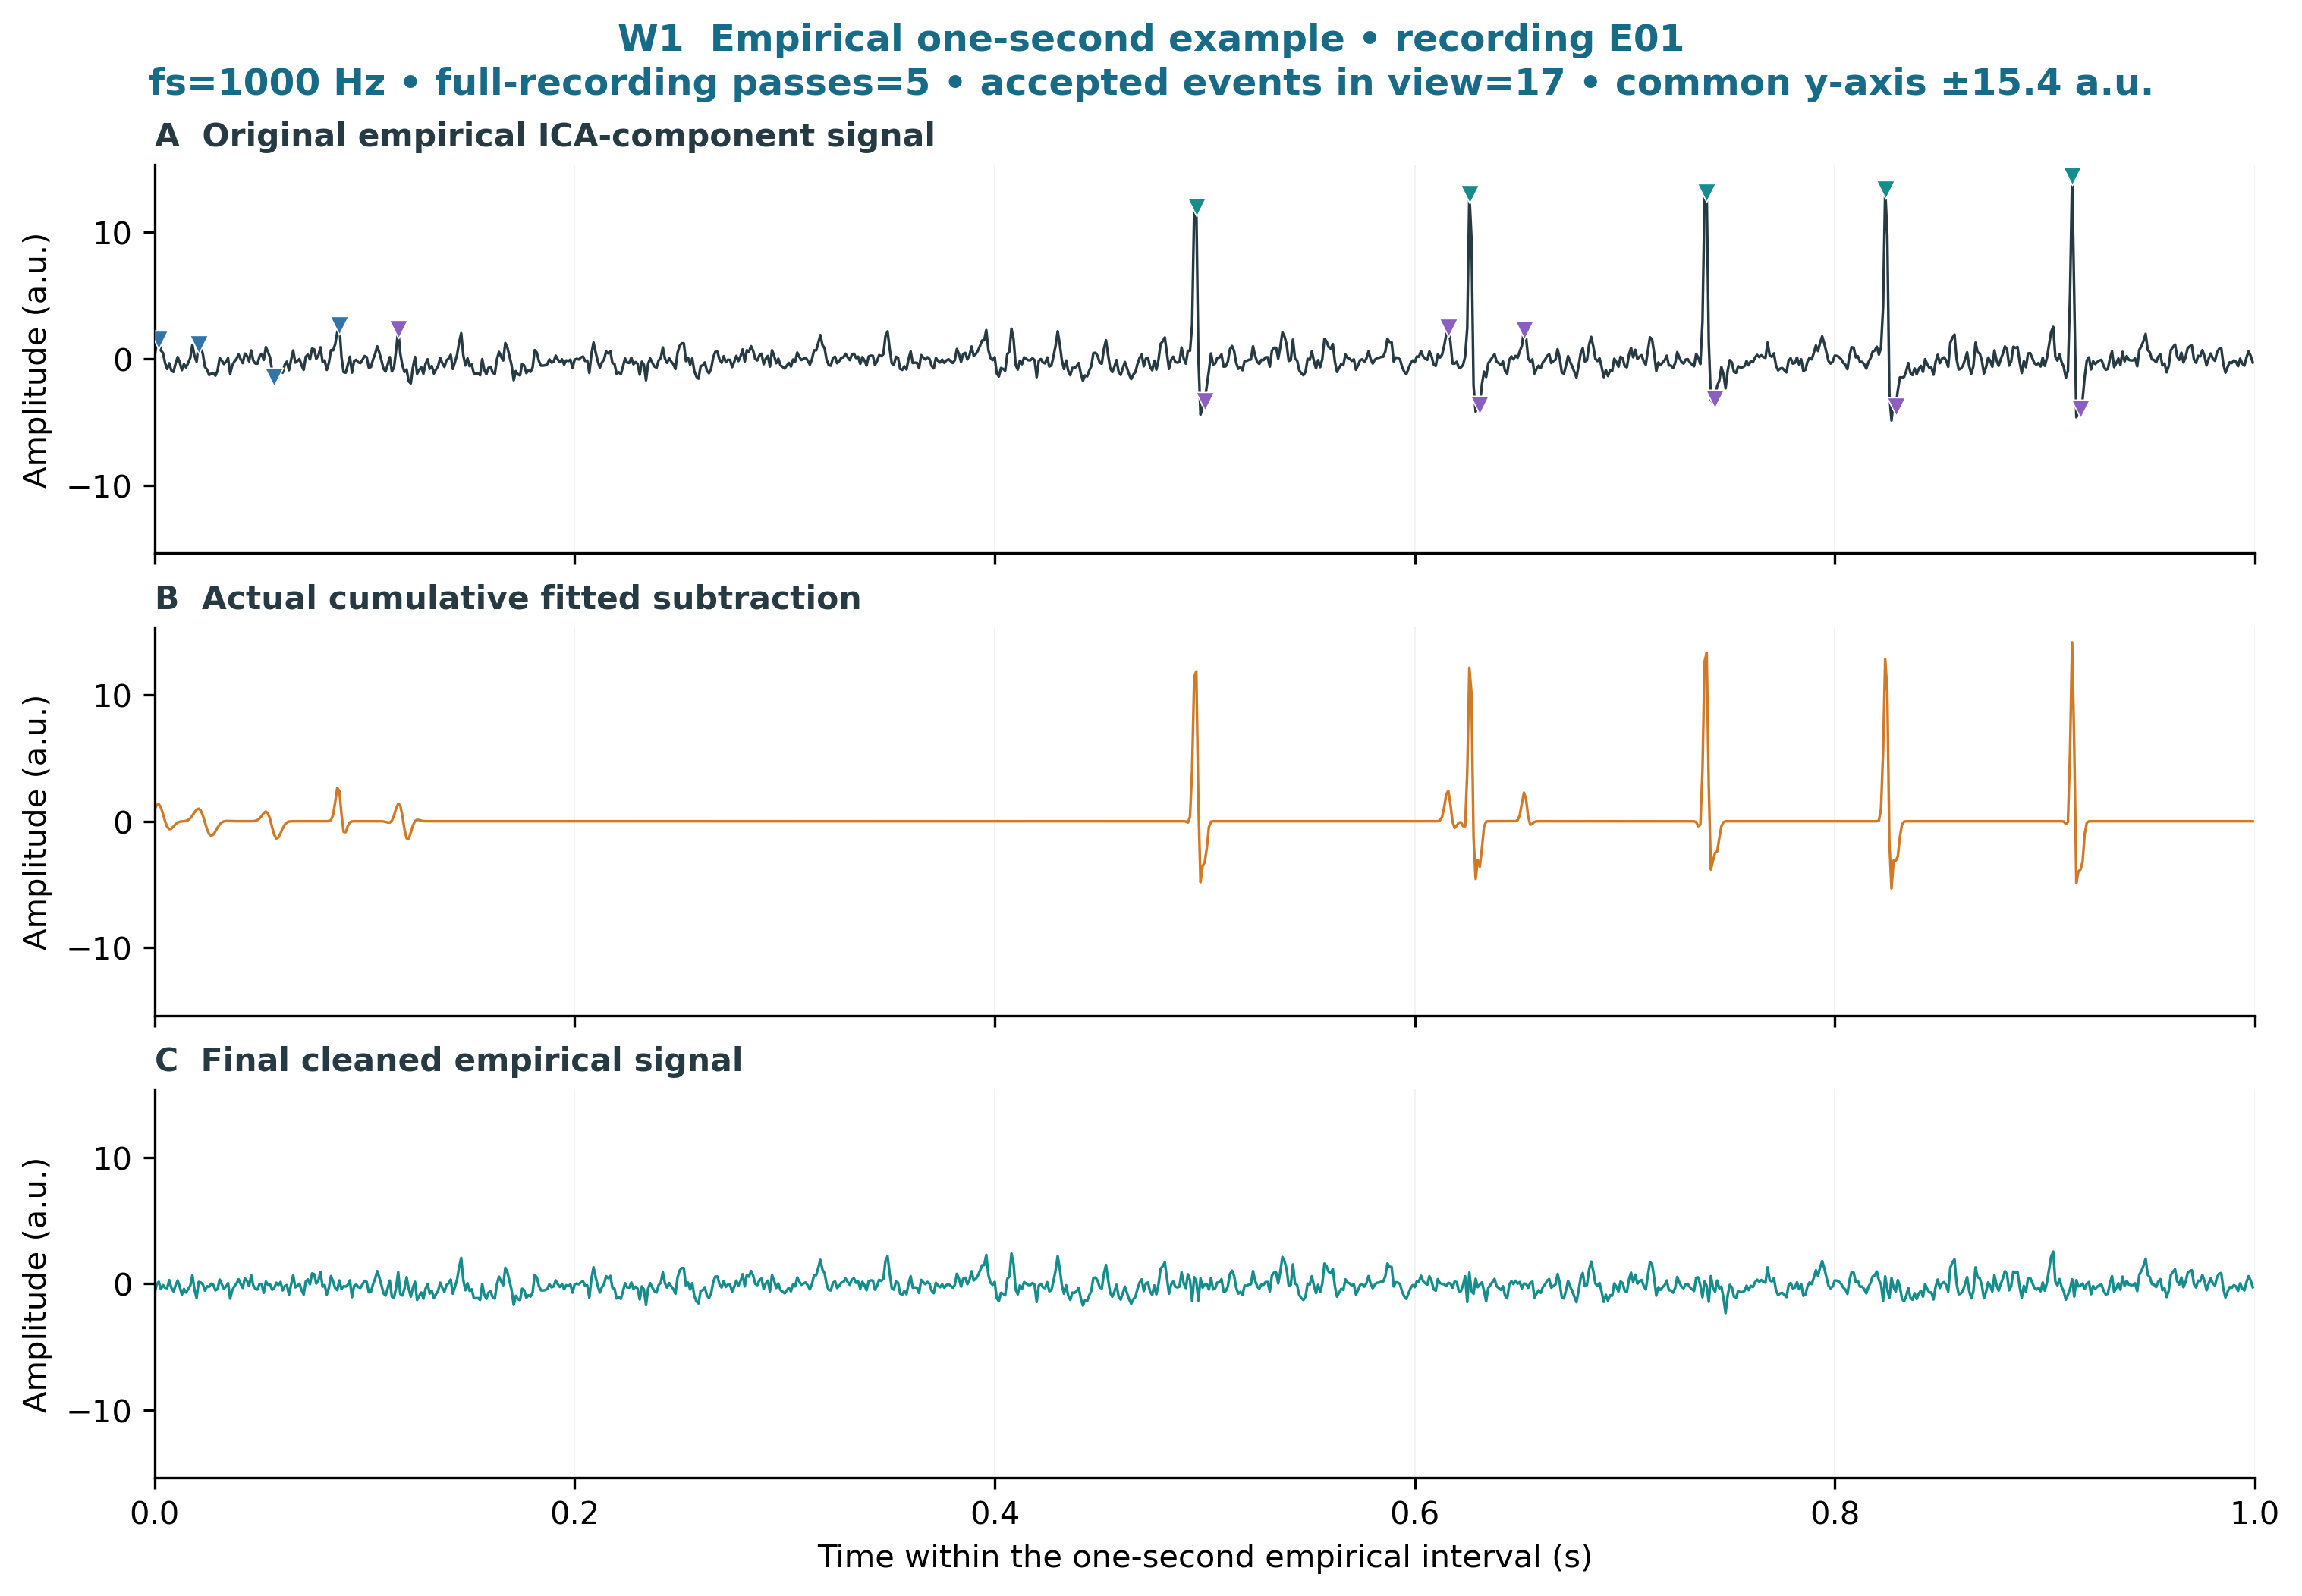 W1  Empirical one-second example • recording E01
fs=1000 Hz • full-recording passes=5 • accepted events in view=17 • common y-axis ±15.4 a.u.
A  Original empirical ICA-component signal
Amplitude (a.u.)
10
0
−10
B  Actual cumulative fitted subtraction
Amplitude (a.u.)
10
0
−10
C  Final cleaned empirical signal
Amplitude (a.u.)
10
0
−10
0.0 0.2 0.4 0.6 0.8 1.0
Time within the one-second empirical interval (s)